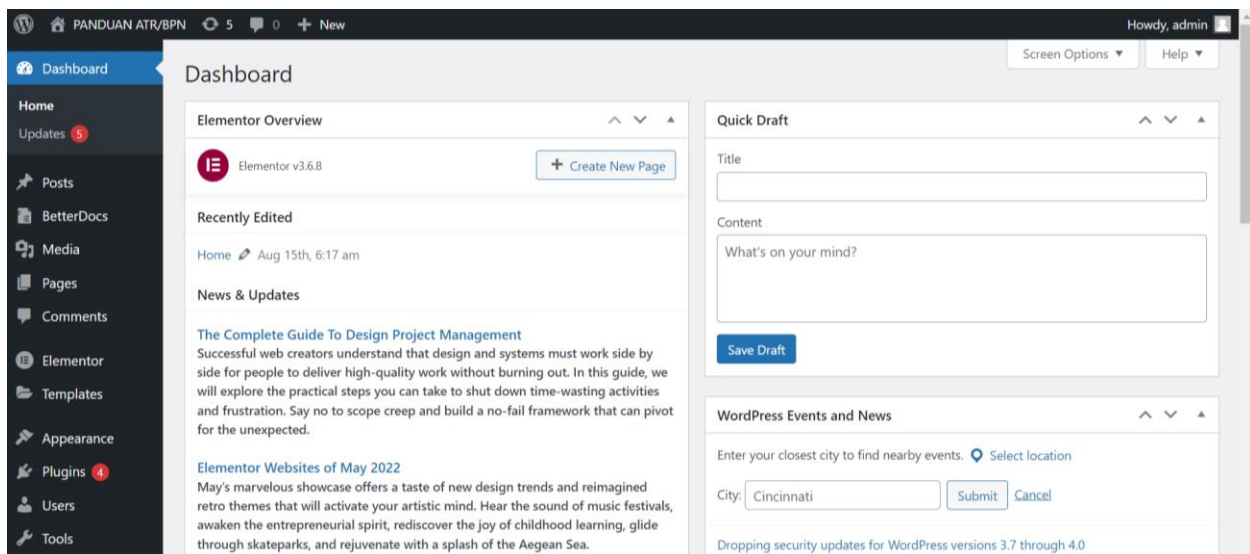 PANDUAN ATR/BPN 5 0 + New Howdy, admin
Screen Options ▼ Help ▼
Dashboard
Home
Updates 5
Posts
BetterDocs
Media
Pages
Comments
Elementor
Templates
Appearance
Plugins 4
Users
Tools
Dashboard
Elementor Overview
Elementor v3.6.8
+ Create New Page
Recently Edited
Home Aug 15th, 6:17 am
News & Updates
The Complete Guide To Design Project Management
Successful web creators understand that design and systems must work side by
side for people to deliver high-quality work without burning out. In this guide, we
will explore the practical steps you can take to shut down time-wasting activities
and frustration. Say no to scope creep and build a no-fail framework that can pivot
for the unexpected.
Elementor Websites of May 2022
May's marvelous showcase offers a taste of new design trends and reimagined
retro themes that will activate your artistic mind. Hear the sound of music festivals,
awaken the entrepreneurial spirit, rediscover the joy of childhood learning, glide
through skateparks, and rejuvenate with a splash of the Aegean Sea.
Quick Draft
Title
Content
What's on your mind?
Save Draft
WordPress Events and News
Enter your closest city to find nearby events. Select location
City: Cincinnati Submit Cancel
Dropping security updates for WordPress versions 3.7 through 4.0